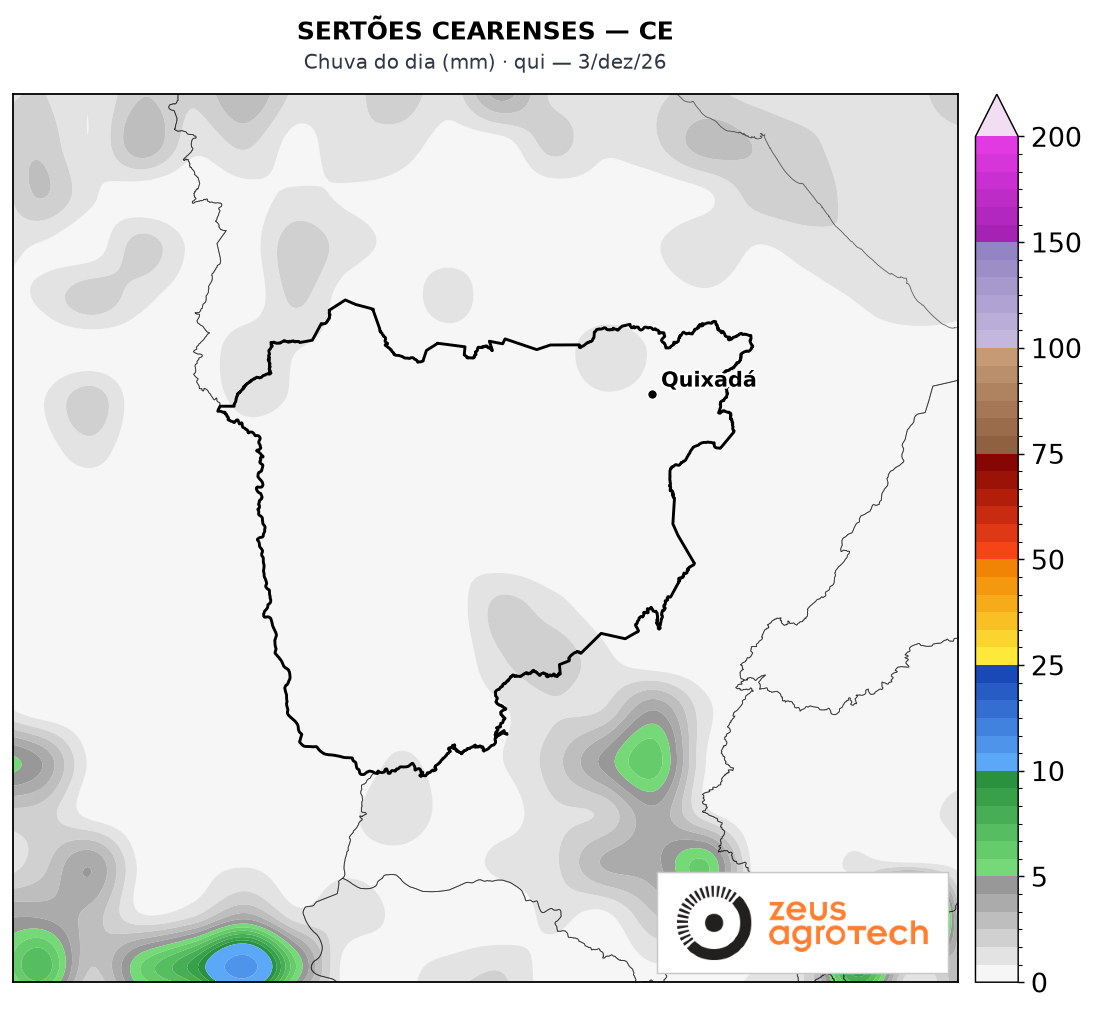 SERTÕES CEARENSES — CE
Chuva do dia (mm) · qui — 3/dez/26
200
150
100
75
50
25
10
5
0
Quixadá
zeus
agrotech